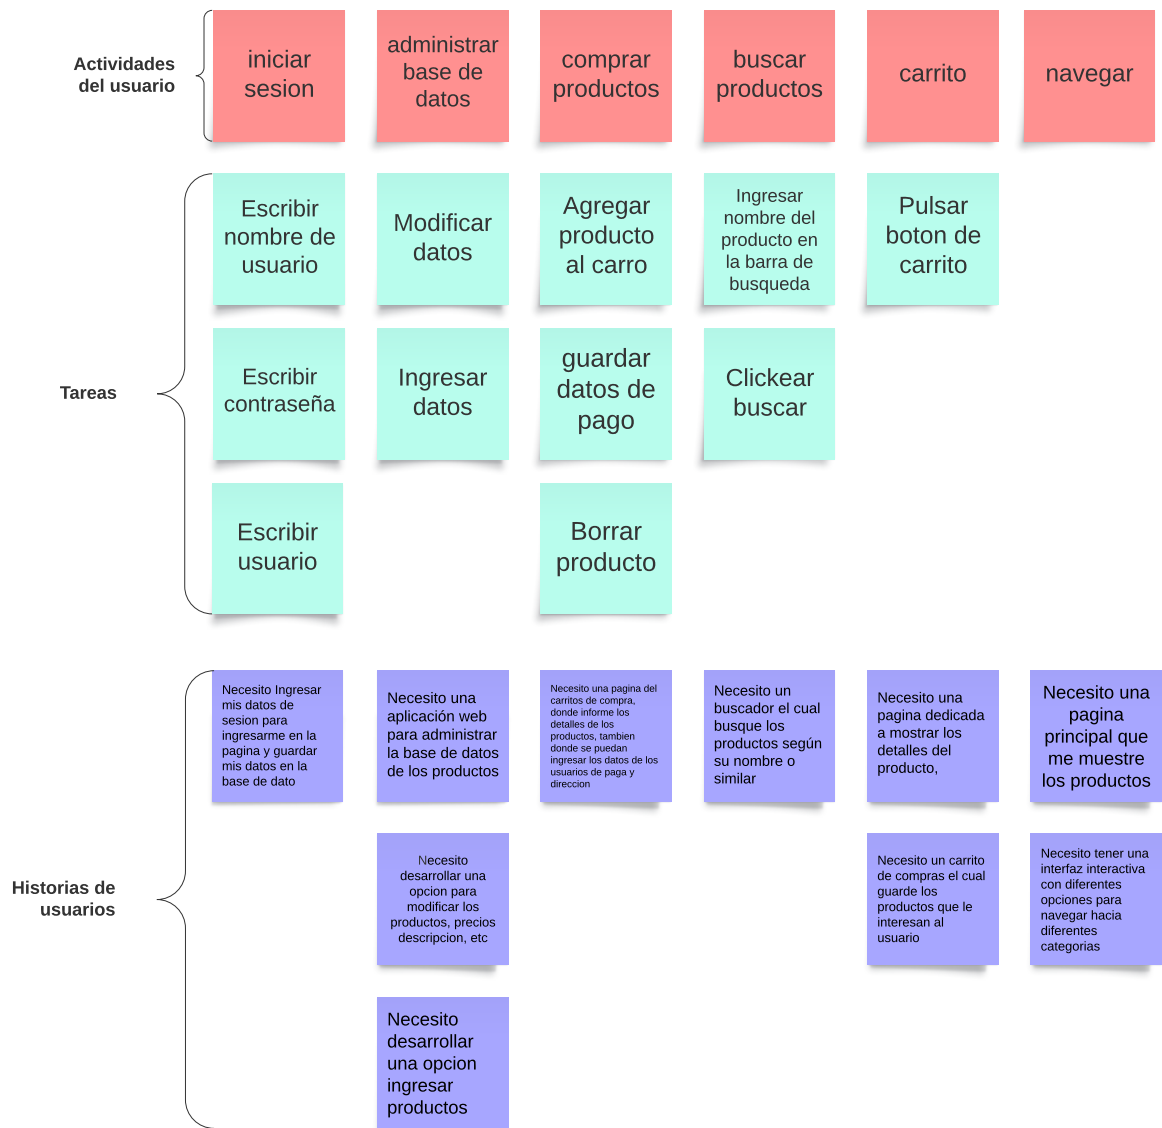 Actividades
del usuario
iniciar
sesion
administrar
base de
datos
comprar
productos
buscar
productos
carrito
navegar
Tareas
Escribir
nombre de
usuario
Modificar
datos
Agregar
producto
al carro
Ingresar
nombre del
producto en
la barra de
busqueda
Pulsar
boton de
carrito
Escribir
contraseña
Ingresar
datos
guardar
datos de
pago
Clickear
buscar
Escribir
usuario
Borrar
producto
Historias de
usuarios
Necesito Ingresar
mis datos de
sesion para
ingresarme en la
pagina y guardar
mis datos en la
base de dato
Necesito una
aplicación web
para administrar
la base de datos
de los productos
Necesito una pagina del
carritos de compra,
donde informe los
detalles de los
productos, tambien
donde se puedan
ingresar los datos de los
usuarios de paga y
direccion
Necesito un
buscador el cual
busque los
productos según
su nombre o
similar
Necesito una
pagina dedicada
a mostrar los
detalles del
producto,
Necesito una
pagina
principal que
me muestre
los productos
Necesito
desarrollar una
opcion para
modificar los
productos, precios
descripcion, etc
Necesito un carrito
de compras el cual
guarde los
productos que le
interesan al
usuario
Necesito tener una
interfaz interactiva
con diferentes
opciones para
navegar hacia
diferentes
categorias
Necesito
desarrollar
una opcion
ingresar
productos